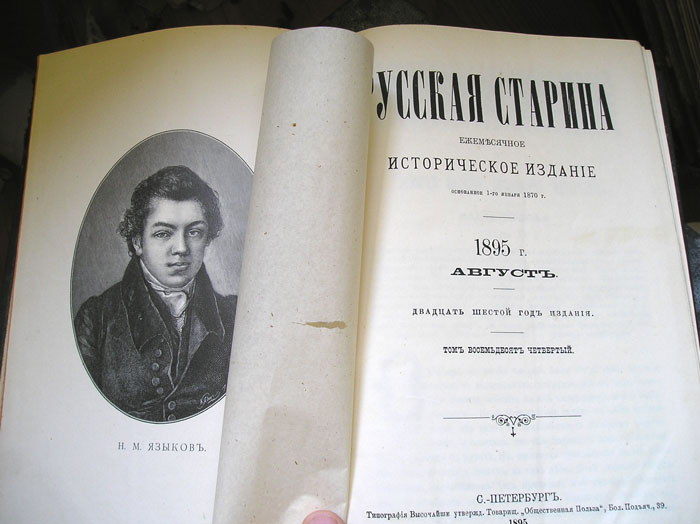 Н. М. ЯЗЫКОВЪ.
РУССКАЯ СТАРИНА
ЕЖЕМѢСЯЧНОЕ
ИСТОРИЧЕСКОЕ ИЗДАНІЕ
основанное 1-го января 1870 г.
1895 г.
АВГУСТЪ.
ДВАДЦАТЬ ШЕСТОЙ ГОДЪ ИЗДАНІЯ.
ТОМЪ ВОСЕМЬДЕСЯТЪ ЧЕТВЕРТЫЙ.
С.-ПЕТЕРБУРГЪ.
Типографія Высочайше утвержд. Товарищ. „Общественная Польза", Бол. Подъяч., 39.
1895